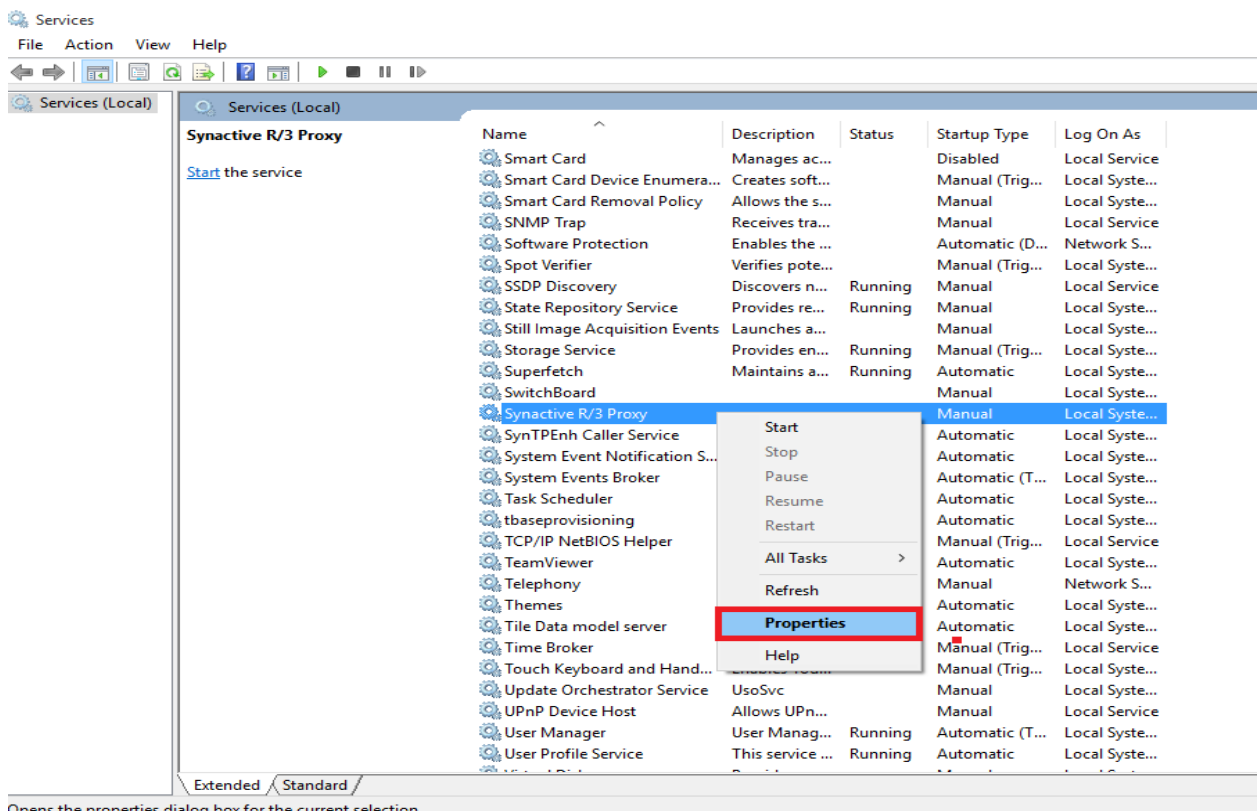 Services
File Action View Help
Services (Local)
Services (Local)
Synactive R/3 Proxy
Start the service
Name Description Status Startup Type Log On As
Smart Card Manages ac... Disabled Local Service
Smart Card Device Enumera... Creates soft... Manual (Trig... Local Syste...
Smart Card Removal Policy Allows the s... Manual Local Syste...
SNMP Trap Receives tra... Manual Local Service
Software Protection Enables the ... Automatic (D... Network S...
Spot Verifier Verifies pote... Manual (Trig... Local Syste...
SSDP Discovery Discovers n... Running Manual Local Service
State Repository Service Provides re... Running Manual Local Syste...
Still Image Acquisition Events Launches a... Manual Local Syste...
Storage Service Provides en... Running Manual (Trig... Local Syste...
Superfetch Maintains a... Running Automatic Local Syste...
SwitchBoard Manual Local Syste...
Synactive R/3 Proxy Manual Local Syste...
SynTPEnh Caller Service Automatic Local Syste...
System Event Notification S... Automatic Local Syste...
System Events Broker Automatic (T... Local Syste...
Task Scheduler Automatic Local Syste...
tbaseprovisioning Automatic Local Syste...
TCP/IP NetBIOS Helper Manual (Trig... Local Service
TeamViewer Automatic Local Syste...
Telephony Manual Network S...
Themes Automatic Local Syste...
Tile Data model server Automatic Local Syste...
Time Broker Manual (Trig... Local Service
Touch Keyboard and Hand... Manual (Trig... Local Syste...
Update Orchestrator Service UsoSvc Manual Local Syste...
UPnP Device Host Allows UPn... Manual Local Service
User Manager User Manag... Running Automatic (T... Local Syste...
User Profile Service This service ... Running Automatic Local Syste...
Start
Stop
Pause
Resume
Restart
All Tasks >
Refresh
Properties
Help
Extended Standard
Opens the properties dialog box for the current selection